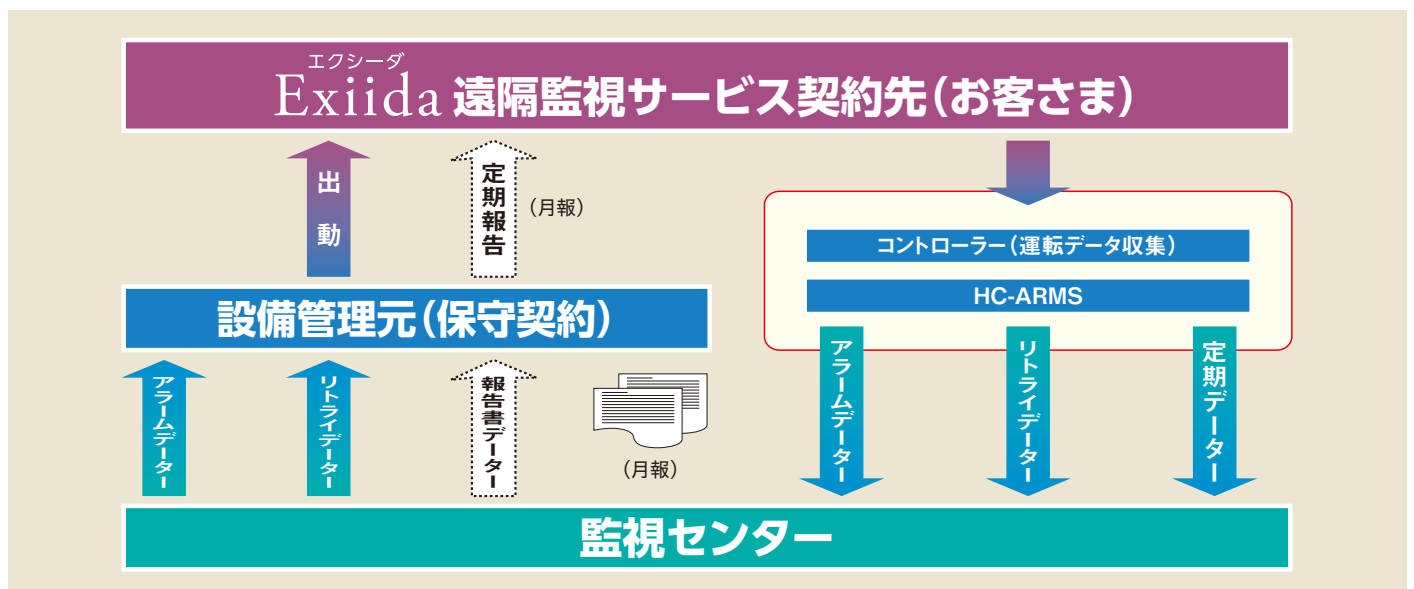 エクシーダ
Exiida 遠隔監視サービス契約先(お客さま)
出動
定期報告
(月報)
コントローラー(運転データ収集)
HC-ARMS
設備管理元(保守契約)
アラームデーター
リトライデーター
報告書データー
(月報)
アラームデーター
リトライデーター
定期データー
監視センター